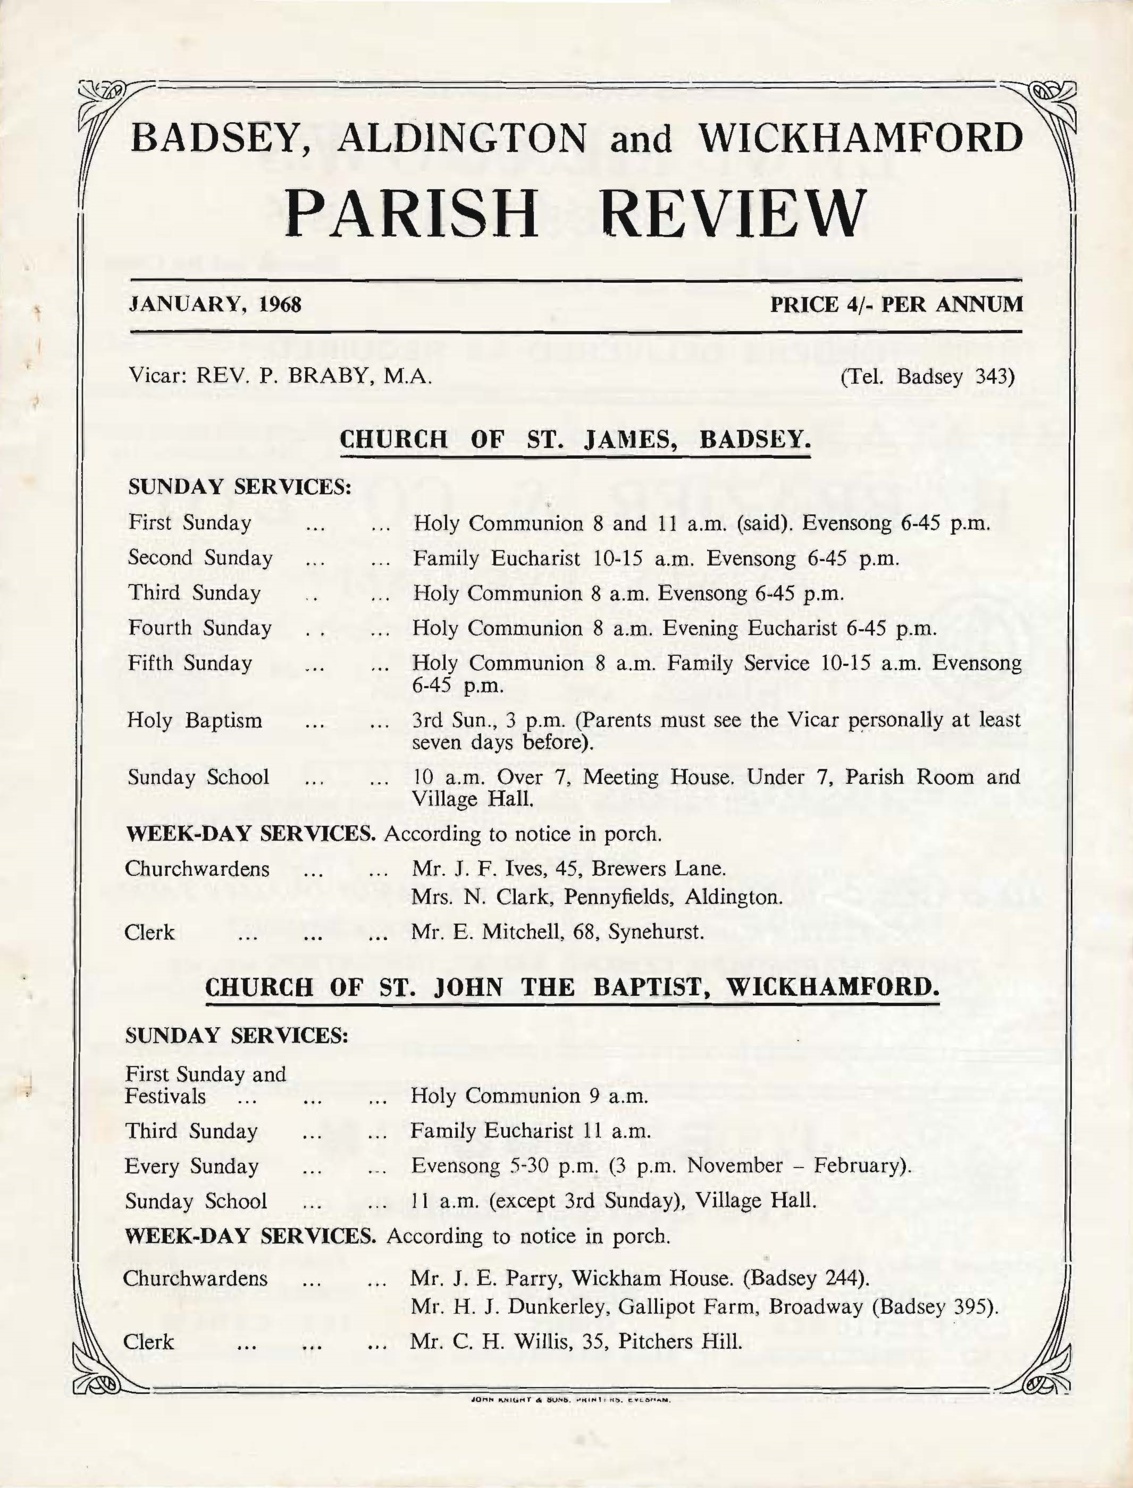 BADSEY, ALDINGTON and WICKHAMFORD
PARISH REVIEW
JANUARY, 1968 PRICE 4/- PER ANNUM
Vicar: REV. P. BRABY, M.A. (Tel. Badsey 343)
CHURCH OF ST. JAMES, BADSEY.
SUNDAY SERVICES:
First Sunday ... ... Holy Communion 8 and 11 a.m. (said). Evensong 6-45 p.m.
Second Sunday ... ... Family Eucharist 10-15 a.m. Evensong 6-45 p.m.
Third Sunday .. ... Holy Communion 8 a.m. Evensong 6-45 p.m.
Fourth Sunday . . ... Holy Communion 8 a.m. Evening Eucharist 6-45 p.m.
Fifth Sunday ... ... Holy Communion 8 a.m. Family Service 10-15 a.m. Evensong
6-45 p.m.
Holy Baptism ... ... 3rd Sun., 3 p.m. (Parents must see the Vicar personally at least
seven days before).
Sunday School ... ... 10 a.m. Over 7, Meeting House. Under 7, Parish Room and
Village Hall.
WEEK-DAY SERVICES. According to notice in porch.
Churchwardens ... ... Mr. J. F. Ives, 45, Brewers Lane.
Mrs. N. Clark, Pennyfields, Aldington.
Clerk ... ... ... Mr. E. Mitchell, 68, Synehurst.
CHURCH OF ST. JOHN THE BAPTIST, WICKHAMFORD.
SUNDAY SERVICES:
First Sunday and
Festivals ... ... ... Holy Communion 9 a.m.
Third Sunday ... ... Family Eucharist 11 a.m.
Every Sunday ... ... Evensong 5-30 p.m. (3 p.m. November – February).
Sunday School ... ... 11 a.m. (except 3rd Sunday), Village Hall.
WEEK-DAY SERVICES. According to notice in porch.
Churchwardens ... ... Mr. J. E. Parry, Wickham House. (Badsey 244).
Mr. H. J. Dunkerley, Gallipot Farm, Broadway (Badsey 395).
Clerk ... ... ... Mr. C. H. Willis, 35, Pitchers Hill.
JOHN KNIGHT & SONS, PRINTERS, EVESHAM.